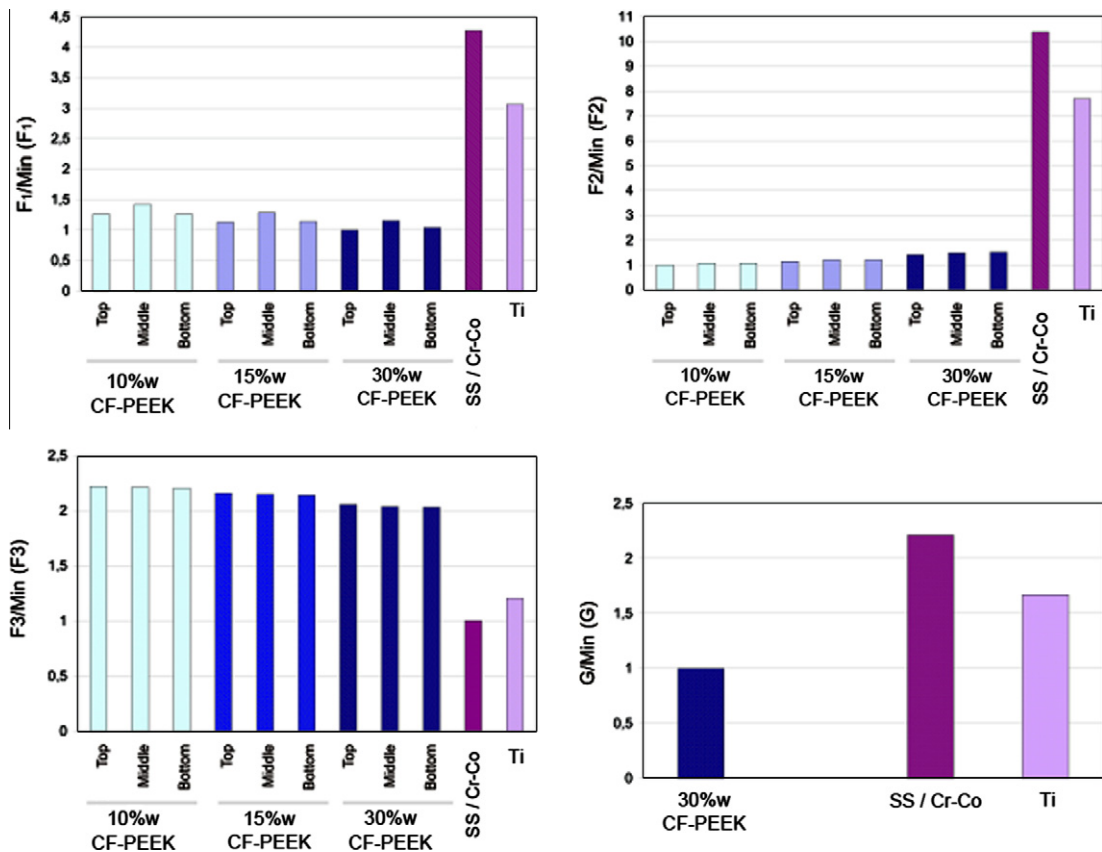 F1/Min (F1)
4,5
4
3,5
3
2,5
2
1,5
1
0,5
0
Top
Middle
Bottom
Top
Middle
Bottom
Top
Middle
Bottom
SS / Cr-Co
Ti
10%w
CF-PEEK
15%w
CF-PEEK
30%w
CF-PEEK
F2/Min (F2)
11
10
9
8
7
6
5
4
3
2
1
0
Top
Middle
Bottom
Top
Middle
Bottom
Top
Middle
Bottom
SS / Cr-Co
Ti
10%w
CF-PEEK
15%w
CF-PEEK
30%w
CF-PEEK
F3/Min (F3)
2,5
2
1,5
1
0,5
0
Top
Middle
Bottom
Top
Middle
Bottom
Top
Middle
Bottom
SS / Cr-Co
Ti
10%w
CF-PEEK
15%w
CF-PEEK
30%w
CF-PEEK
G/Min (G)
2,5
2
1,5
1
0,5
0
30%w
CF-PEEK
SS / Cr-Co
Ti